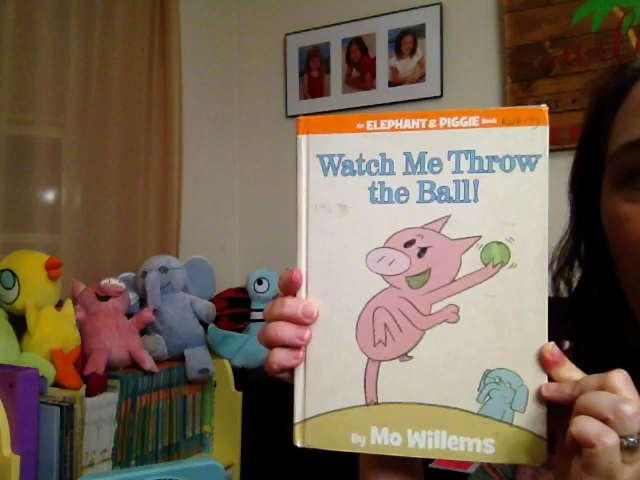 An ELEPHANT & PIGGIE Book
Watch Me Throw
the Ball!
By Mo Willems